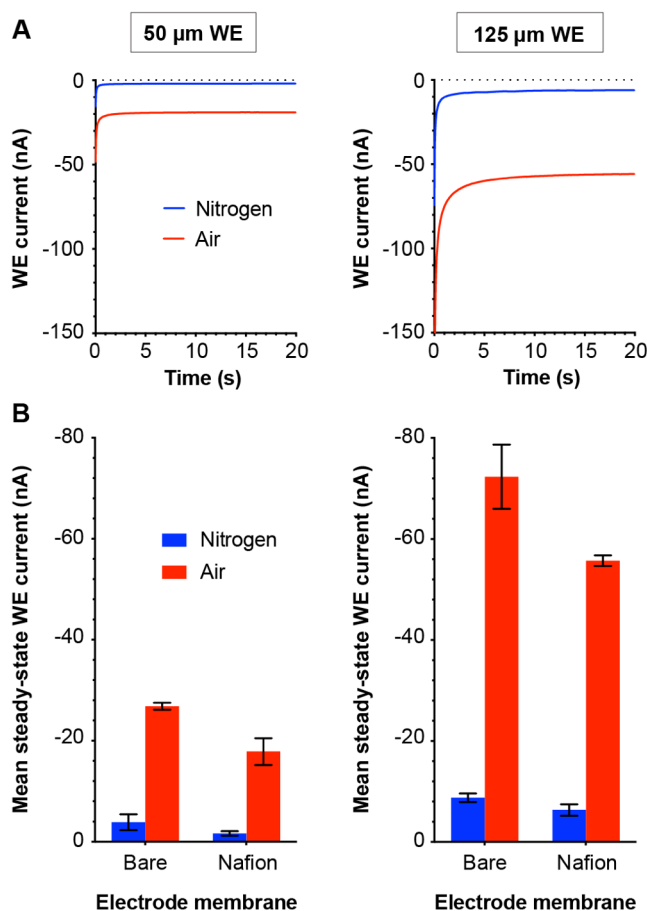 A
50 µm WE
125 µm WE
WE current (nA)
0
-50
-100
-150
Nitrogen
Air
0 5 10 15 20
Time (s)
WE current (nA)
0
-50
-100
-150
0 5 10 15 20
Time (s)
B
Mean steady-state WE current (nA)
-80
-60
-40
-20
0
Nitrogen
Air
Bare Nafion
Electrode membrane
Mean steady-state WE current (nA)
-80
-60
-40
-20
0
Bare Nafion
Electrode membrane